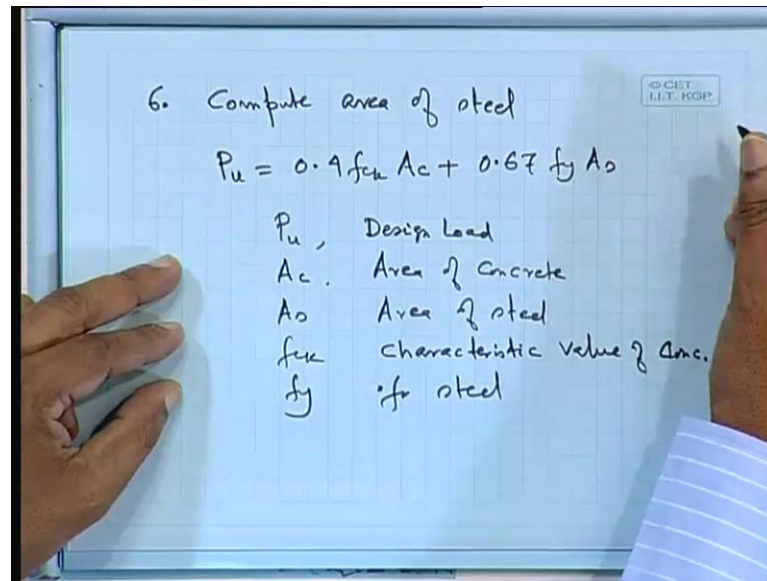 6. Compute area of steel
© CET
I.I.T. KGP
Pu = 0.4 fck Ac + 0.67 fy As
Pu, Design Load
Ac. Area of Concrete
As Area of steel
fck Characteristic value of Conc.
fy for steel